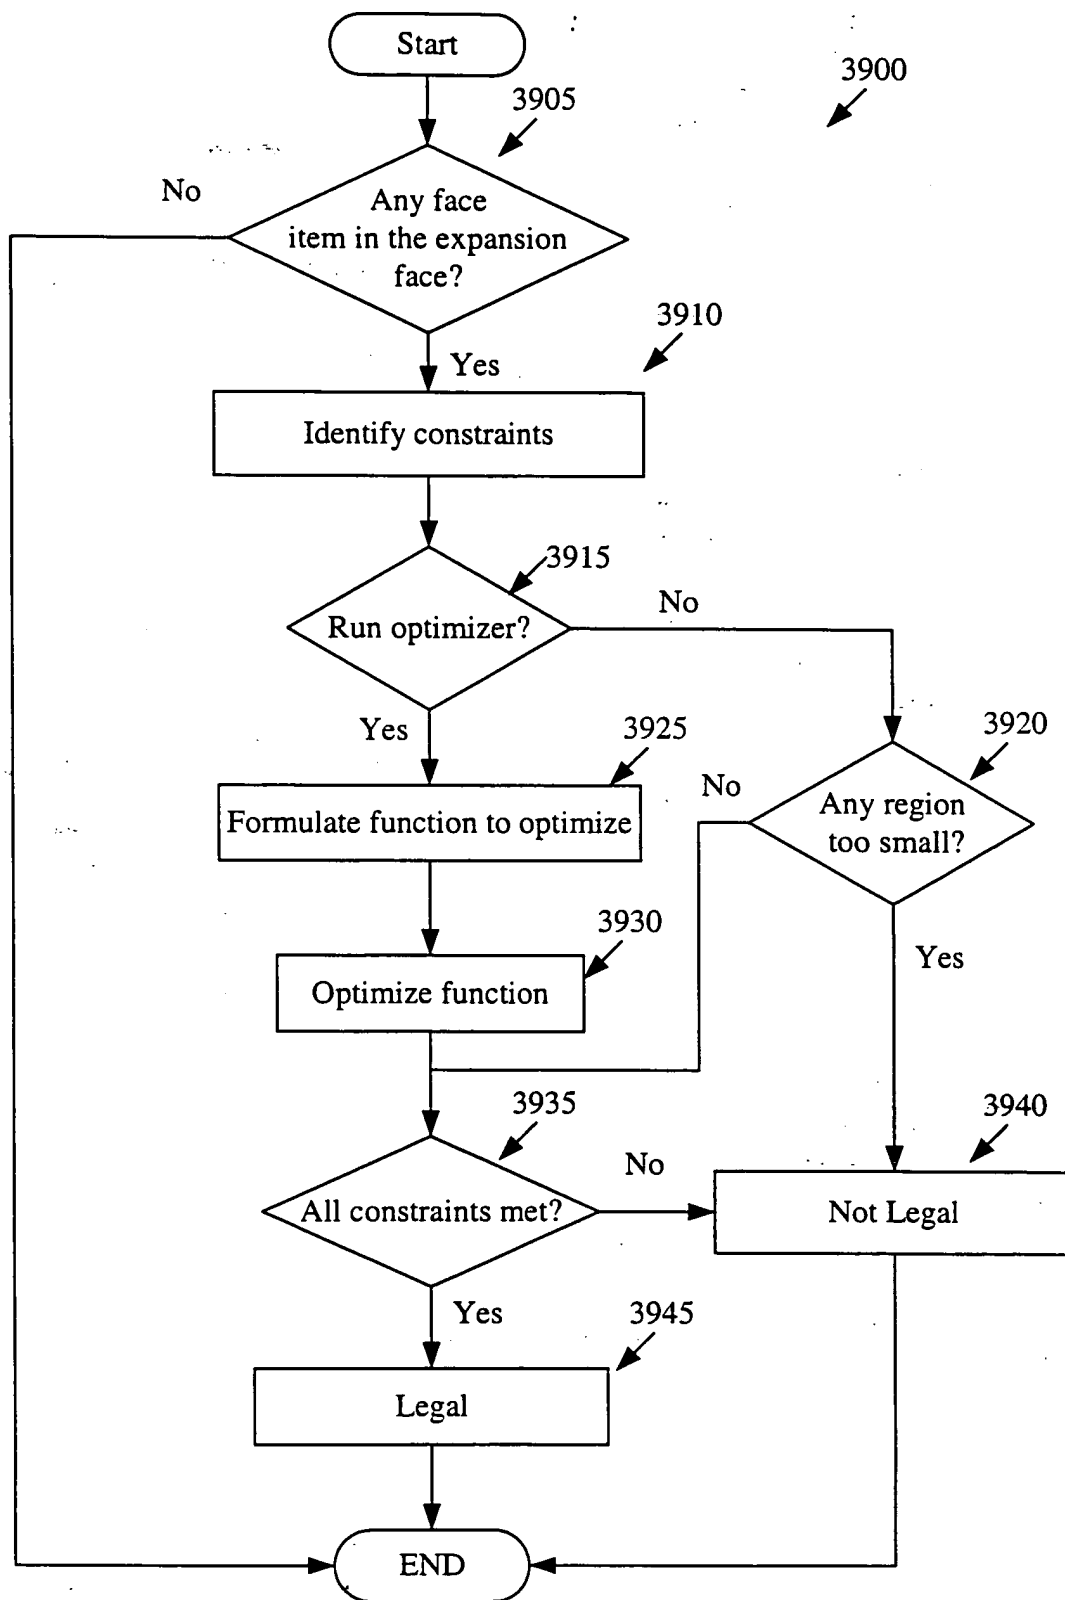 Start
3900
3905
No
Any face
item in the expansion
face?
3910
Yes
Identify constraints
3915
No
Run optimizer?
Yes
3925
3920
No
Any region
too small?
Formulate function to optimize
3930
Yes
Optimize function
3935
3940
No
All constraints met?
Not Legal
Yes
3945
Legal
END